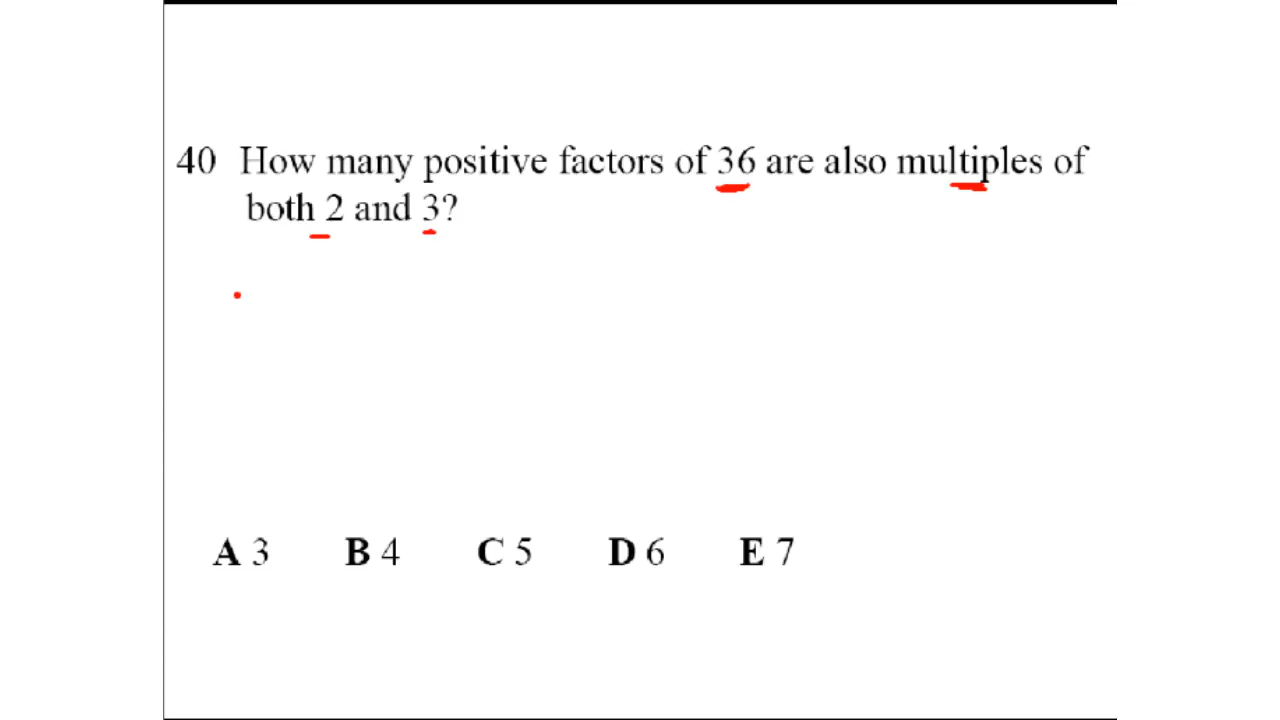 40 How many positive factors of 36 are also multiples of
both 2 and 3?
A 3 B 4 C 5 D 6 E 7